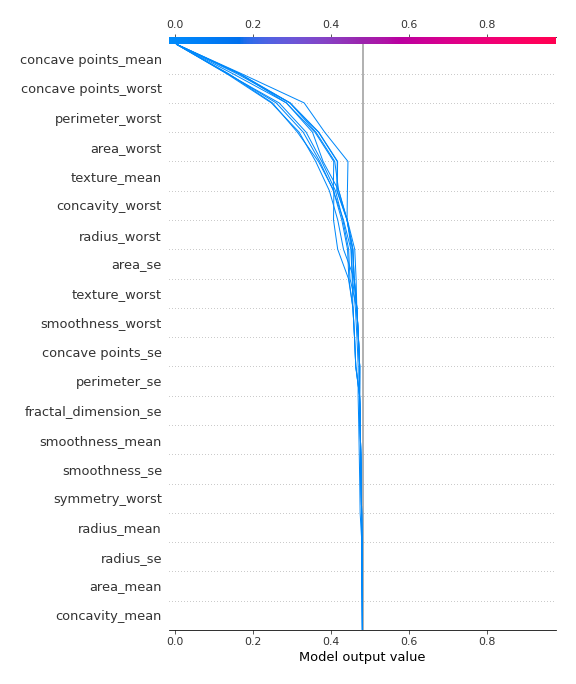 0.0 0.2 0.4 0.6 0.8
concave points_mean
concave points_worst
perimeter_worst
area_worst
texture_mean
concavity_worst
radius_worst
area_se
texture_worst
smoothness_worst
concave points_se
perimeter_se
fractal_dimension_se
smoothness_mean
smoothness_se
symmetry_worst
radius_mean
radius_se
area_mean
concavity_mean
0.0 0.2 0.4 0.6 0.8
Model output value